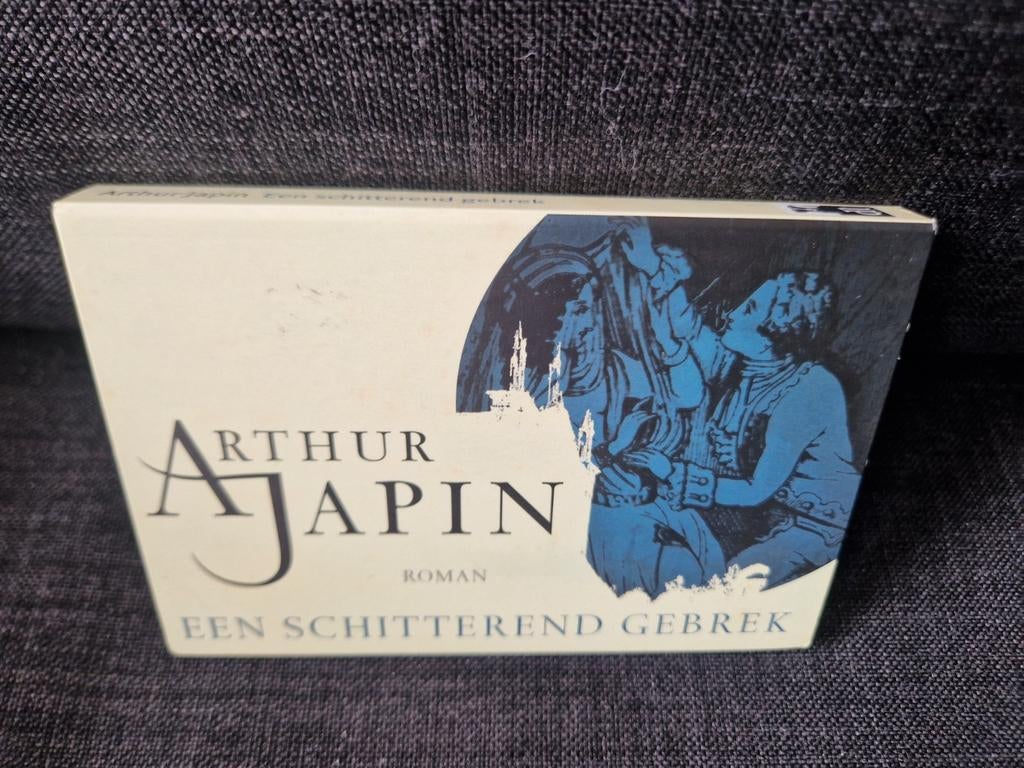 Arthur Japin Een schitterend gebrek
ARTHUR
JAPIN
ROMAN
EEN SCHITTEREND GEBREK